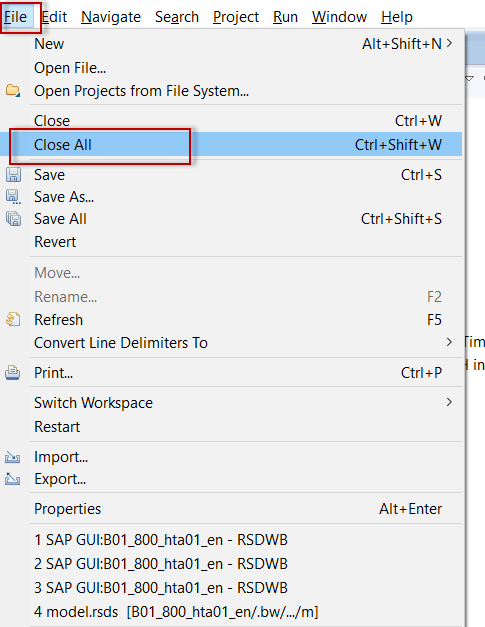 File Edit Navigate Search Project Run Window Help
New Alt+Shift+N
Open File...
Open Projects from File System...
Close Ctrl+W
Close All Ctrl+Shift+W
Save Ctrl+S
Save As...
Save All Ctrl+Shift+S
Revert
Move...
Rename... F2
Refresh F5
Convert Line Delimiters To
Tim
Print... Ctrl+P
Switch Workspace
Restart
Import...
Export...
Properties Alt+Enter
1 SAP GUI:B01_800_hta01_en - RSDWB
2 SAP GUI:B01_800_hta01_en - RSDWB
3 SAP GUI:B01_800_hta01_en - RSDWB
4 model.rsds [B01_800_hta01_en/.bw/.../m]